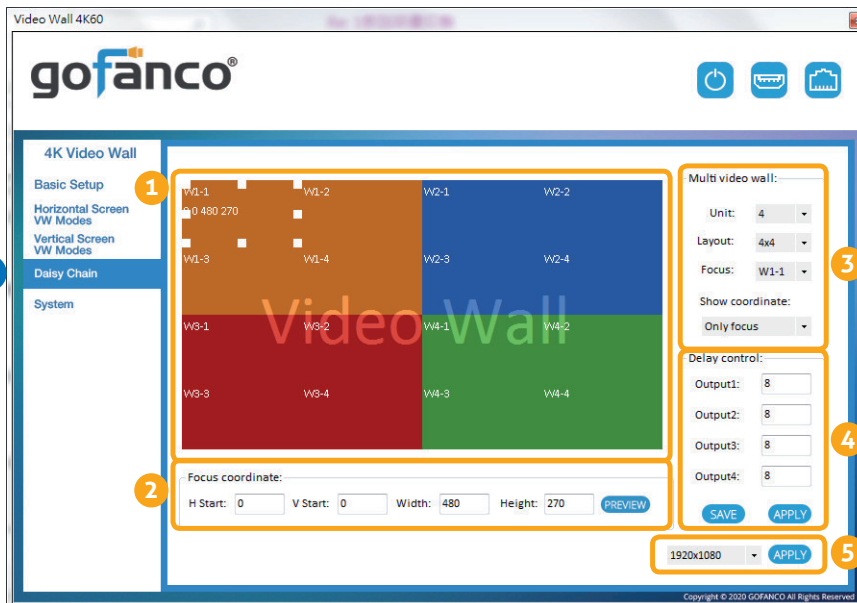 Video Wall 4K60
gofanco®
4K Video Wall
Basic Setup
Horizontal Screen
VW Modes
Vertical Screen
VW Modes
Daisy Chain
System
1
W1-1
W1-2
W2-1
W2-2
0 0 480 270
W1-3
W1-4
W2-3
W2-4
Video Wall
W3-1
W3-2
W4-1
W4-2
W3-3
W3-4
W4-3
W4-4
2
Focus coordinate:
H Start: 0 V Start: 0 Width: 480 Height: 270 PREVIEW
Multi video wall:
Unit: 4
Layout: 4x4
Focus: W1-1
Show coordinate:
Only focus
3
Delay control:
Output1: 8
Output2: 8
Output3: 8
Output4: 8
SAVE APPLY
4
1920x1080 APPLY
5
Copyright © 2020 GOFANCO All Rights Reserved